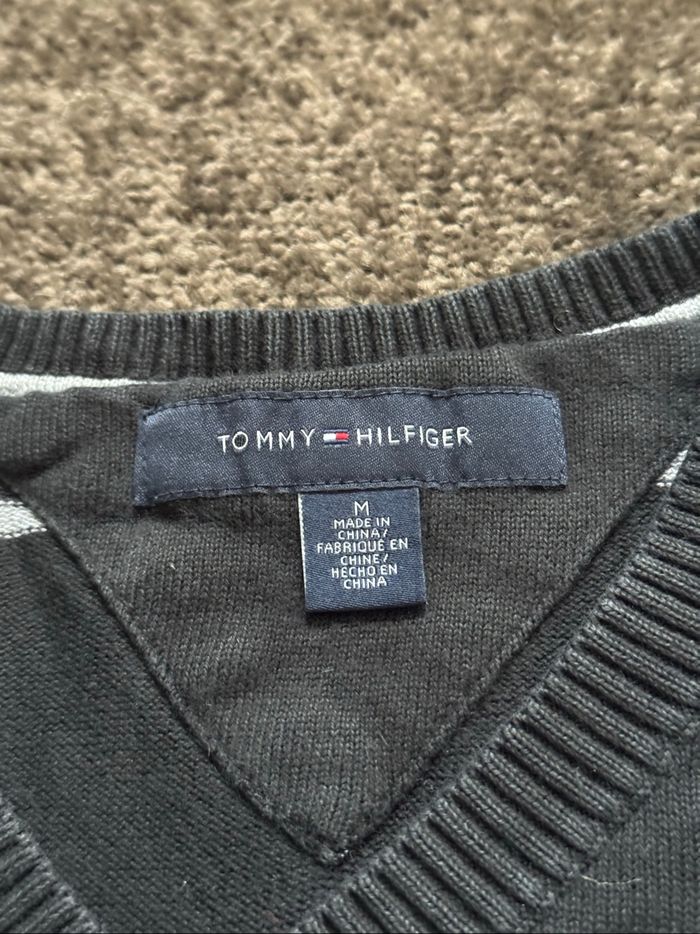 TOMMY HILFIGER
M
MADE IN
CHINA/
FABRIQUÉ EN
CHINE/
HECHO EN
CHINA